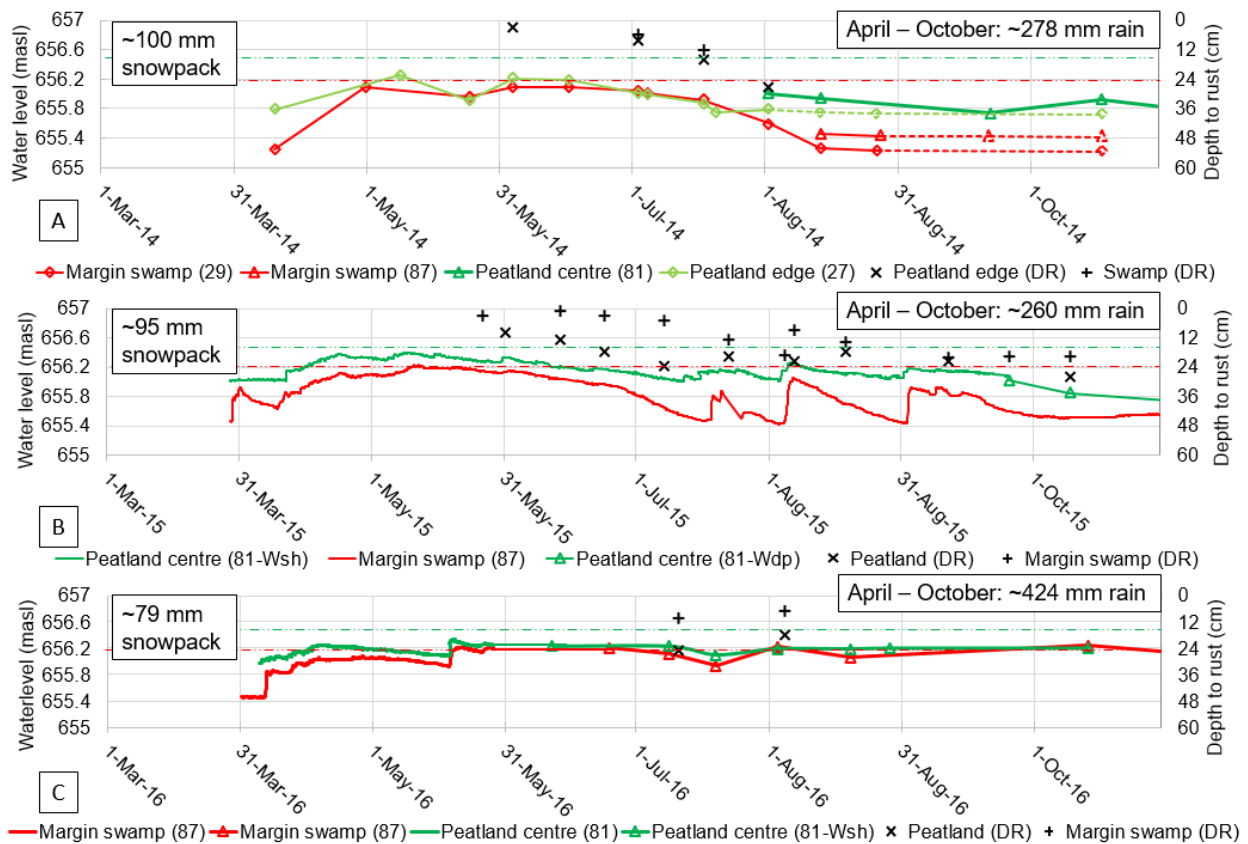 ~100 mm
snowpack
April – October: ~278 mm rain
Water level (masl)
657
656.6
656.2
655.8
655.4
655
0
12
24
36
48
60
Depth to rust (cm)
1-Mar-14
31-Mar-14
1-May-14
31-May-14
1-Jul-14
1-Aug-14
31-Aug-14
1-Oct-14
A
Margin swamp (29) Margin swamp (87) Peatland centre (81) Peatland edge (27) Peatland edge (DR) Swamp (DR)
~95 mm
snowpack
April – October: ~260 mm rain
Water level (masl)
657
656.6
656.2
655.8
655.4
655
0
12
24
36
48
60
Depth to rust (cm)
1-Mar-15
31-Mar-15
1-May-15
31-May-15
1-Jul-15
1-Aug-15
31-Aug-15
1-Oct-15
B
Peatland centre (81-Wsh) Margin swamp (87) Peatland centre (81-Wdp) Peatland (DR) Margin swamp (DR)
~79 mm
snowpack
April – October: ~424 mm rain
Waterlevel (masl)
657
656.6
656.2
655.8
655.4
655
0
12
24
36
48
60
Depth to rust (cm)
1-Mar-16
31-Mar-16
1-May-16
31-May-16
1-Jul-16
1-Aug-16
31-Aug-16
1-Oct-16
C
Margin swamp (87) Margin swamp (87) Peatland centre (81) Peatland centre (81-Wsh) Peatland (DR) Margin swamp (DR)